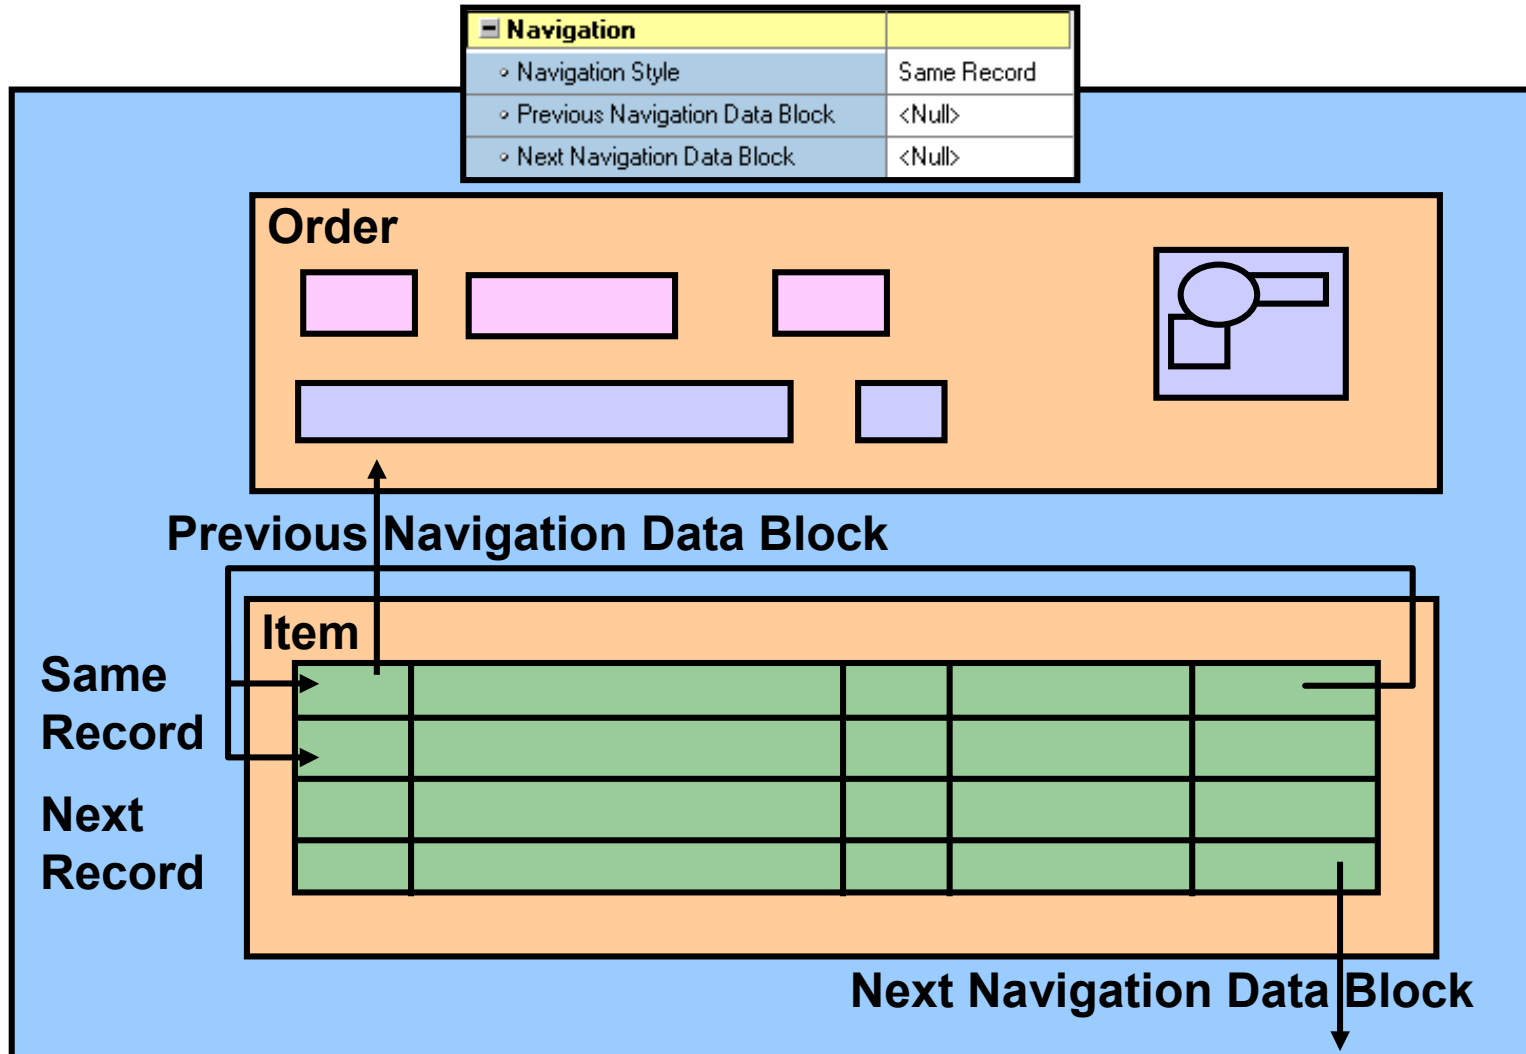 Navigation
Navigation Style Same Record
Previous Navigation Data Block <Null>
Next Navigation Data Block <Null>
Order
Previous Navigation Data Block
Item
Same
Record
Next
Record
Next Navigation Data Block